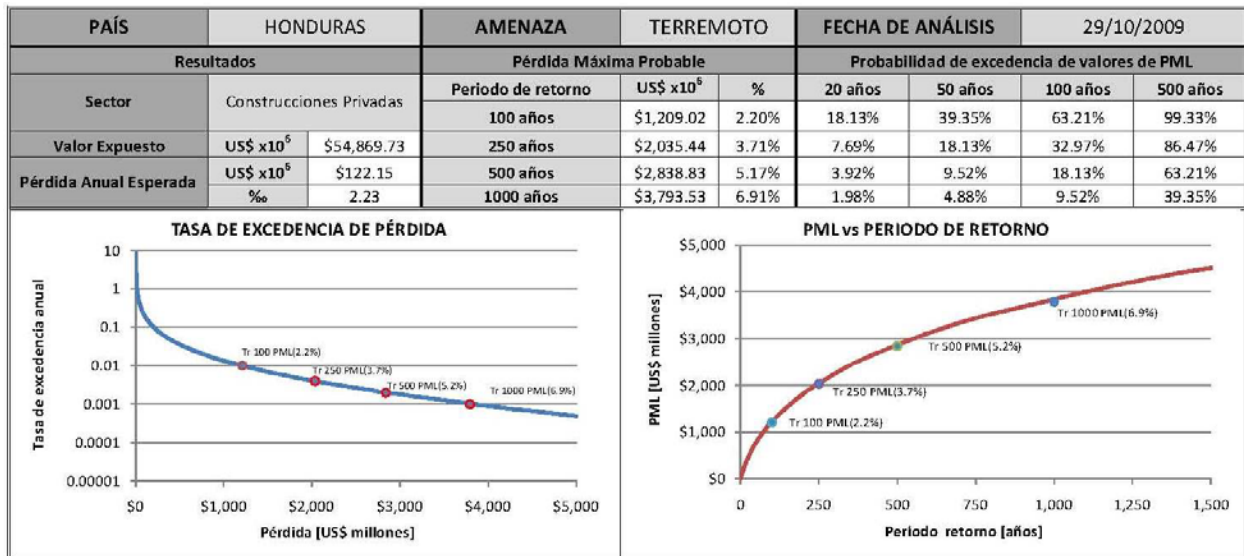 PAÍS HONDURAS AMENAZA TERREMOTO FECHA DE ANÁLISIS 29/10/2009
Resultados Pérdida Máxima Probable Probabilidad de excedencia de valores de PML
Sector Construcciones Privadas Periodo de retorno US$ x10⁶ % 20 años 50 años 100 años 500 años
100 años $1,209.02 2.20% 18.13% 39.35% 63.21% 99.33%
Valor Expuesto US$ x10⁶ $54,869.73 250 años $2,035.44 3.71% 7.69% 18.13% 32.97% 86.47%
Pérdida Anual Esperada US$ x10⁶ $122.15 500 años $2,838.83 5.17% 3.92% 9.52% 18.13% 63.21%
‰ 2.23 1000 años $3,793.53 6.91% 1.98% 4.88% 9.52% 39.35%
TASA DE EXCEDENCIA DE PÉRDIDA
Tasa de excedencia anual
10
1
0.1
0.01
0.001
0.0001
0.00001
Tr 100 PML(2.2%)
Tr 250 PML(3.7%)
Tr 500 PML(5.2%)
Tr 1000 PML(6.9%)
$0 $1,000 $2,000 $3,000 $4,000 $5,000
Pérdida [US$ millones]
PML vs PERIODO DE RETORNO
PML [US$ millones]
$5,000
$4,000
$3,000
$2,000
$1,000
$0
Tr 1000 PML(6.9%)
Tr 500 PML(5.2%)
Tr 250 PML(3.7%)
Tr 100 PML(2.2%)
0 250 500 750 1,000 1,250 1,500
Periodo retorno [años]